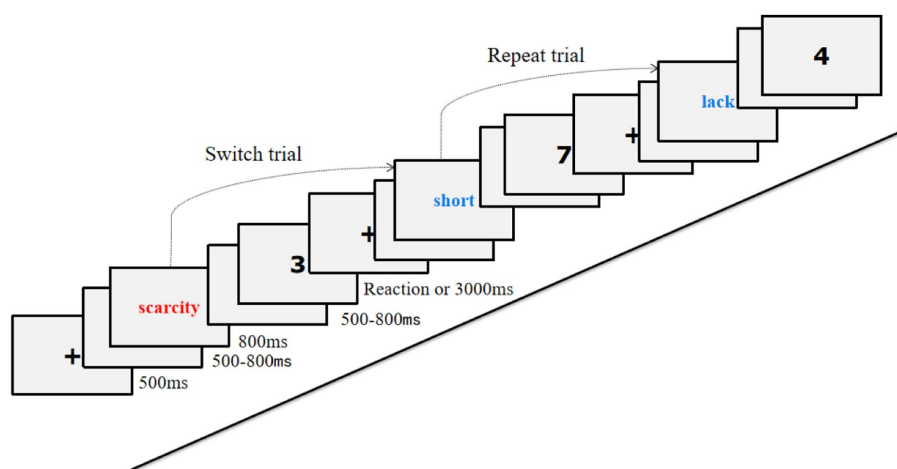 Repeat trial
4
lack
+
7
Switch trial
short
+
3
Reaction or 3000ms
500-800ms
scarcity
800ms
500-800ms
+
500ms